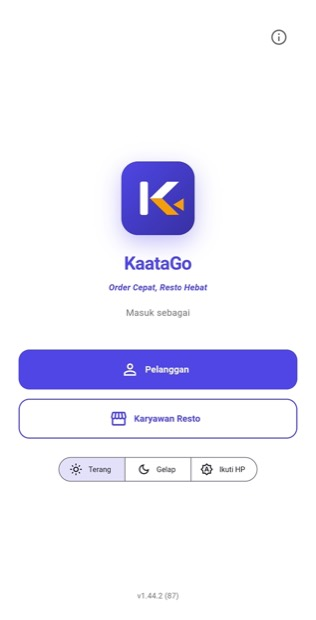 KaataGo
Order Cepat, Resto Hebat
Masuk sebagai
Pelanggan
Karyawan Resto
Terang
Gelap
Ikuti HP
v1.44.2 (87)